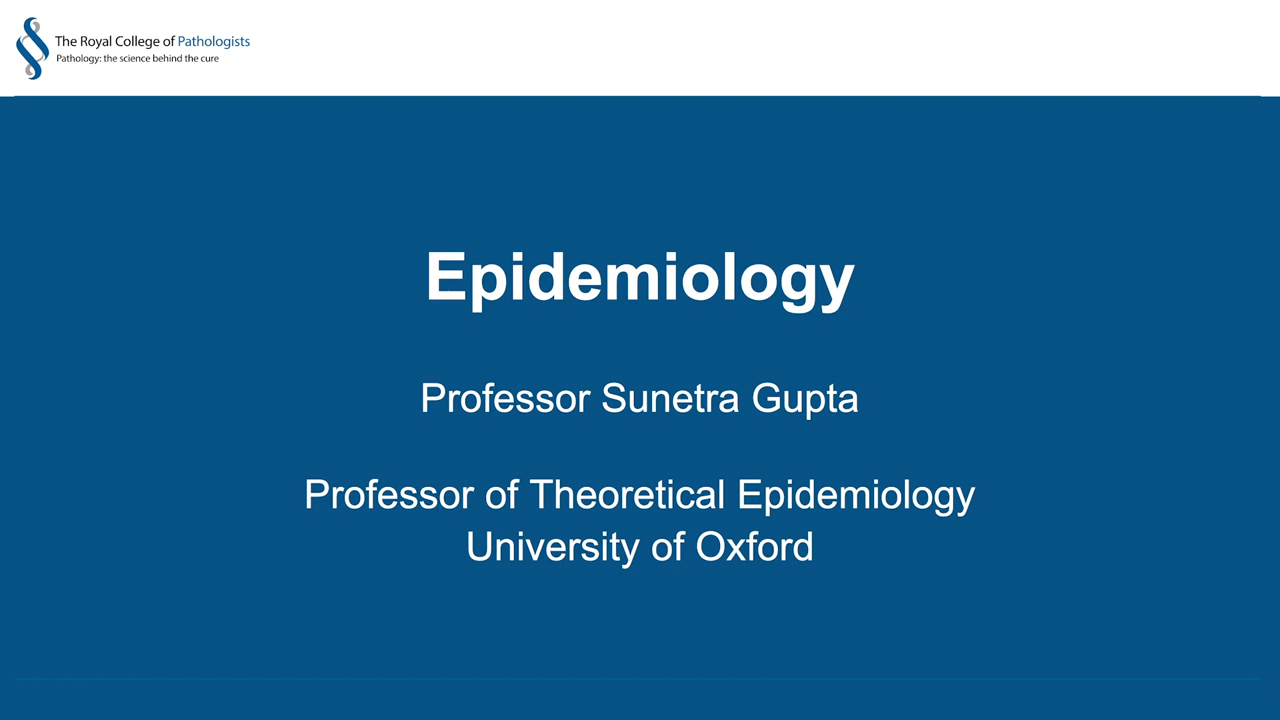 The Royal College of Pathologists
Pathology: the science behind the cure
Epidemiology
Professor Sunetra Gupta
Professor of Theoretical Epidemiology
University of Oxford